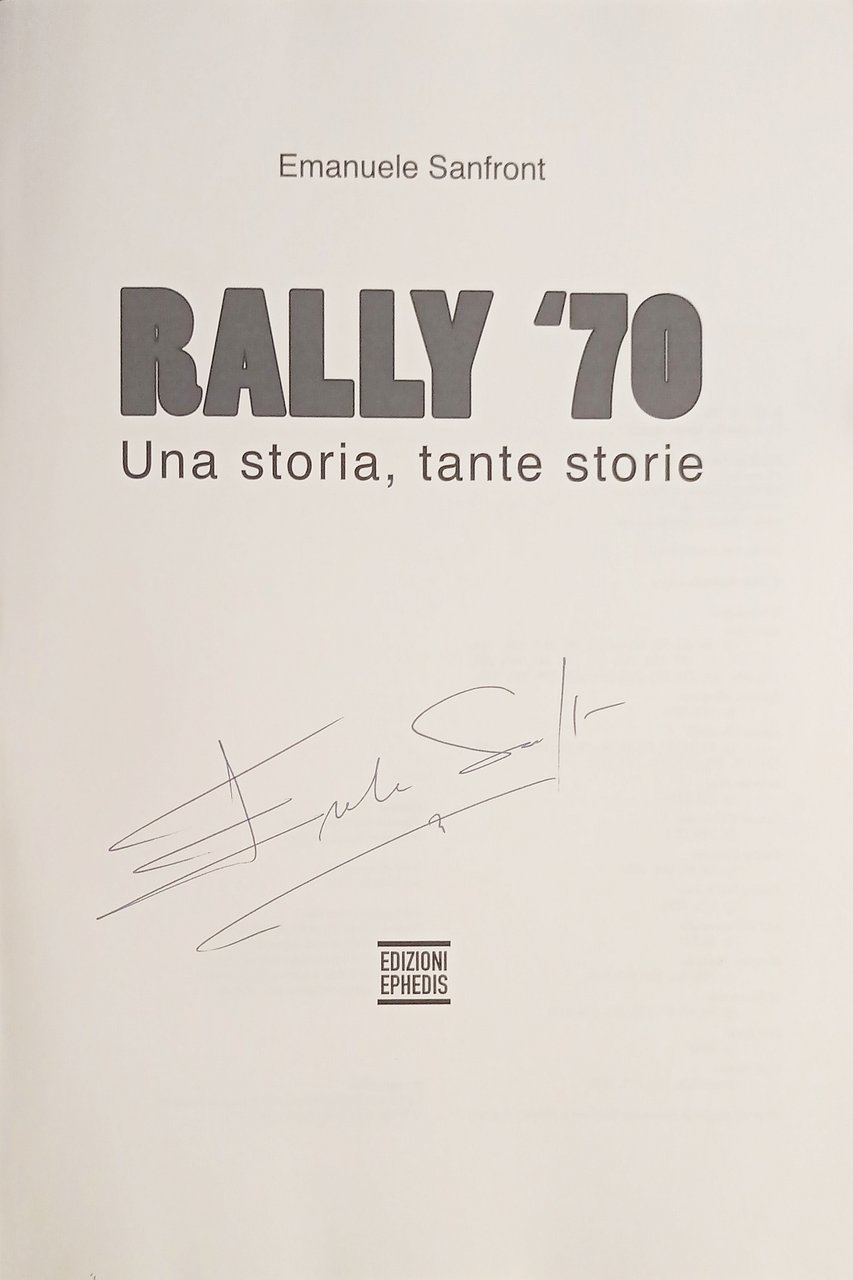 Emanuele Sanfront
RALLY '70
Una storia, tante storie
EDIZIONI
EPHEDIS